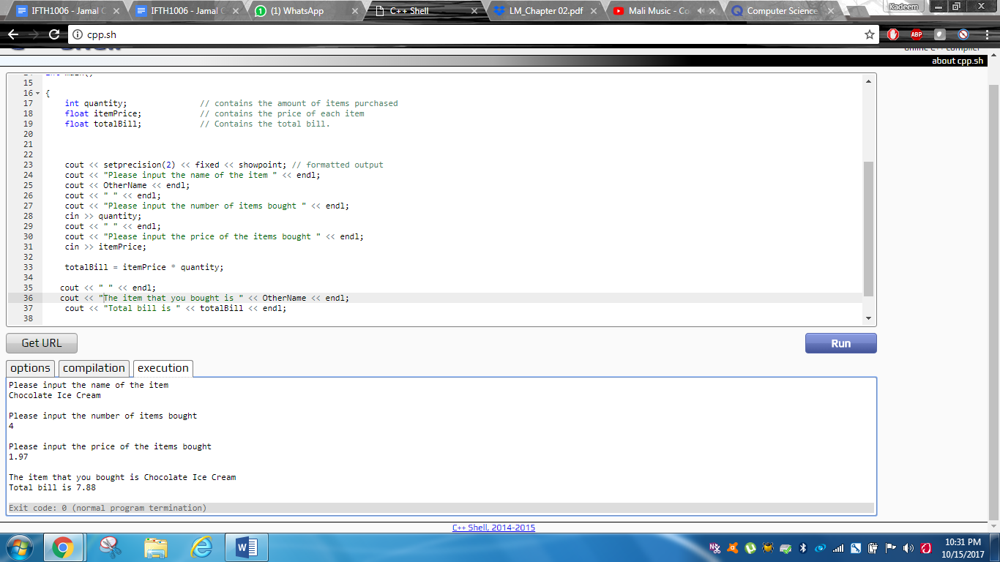 IFTH1006 - Jamal C
IFTH1006 - Jamal C
(1) WhatsApp
C++ Shell
LM_Chapter 02.pdf
Mali Music - Co
Computer Science
Kadeem
cpp.sh
ABP
online C++ compiler
about cpp.sh
14 int main()
15
16 {
17 int quantity; // contains the amount of items purchased
18 float itemPrice; // contains the price of each item
19 float totalBill; // Contains the total bill.
20
21
22
23 cout << setprecision(2) << fixed << showpoint; // formatted output
24 cout << "Please input the name of the item " << endl;
25 cout << OtherName << endl;
26 cout << " " << endl;
27 cout << "Please input the number of items bought " << endl;
28 cin >> quantity;
29 cout << " " << endl;
30 cout << "Please input the price of the items bought " << endl;
31 cin >> itemPrice;
32
33 totalBill = itemPrice * quantity;
34
35 cout << " " << endl;
36 cout << "The item that you bought is " << OtherName << endl;
37 cout << "Total bill is " << totalBill << endl;
38
Get URL
Run
options
compilation
execution
Please input the name of the item
Chocolate Ice Cream
Please input the number of items bought
4
Please input the price of the items bought
1.97
The item that you bought is Chocolate Ice Cream
Total bill is 7.88
Exit code: 0 (normal program termination)
C++ Shell, 2014-2015
10:31 PM
10/15/2017